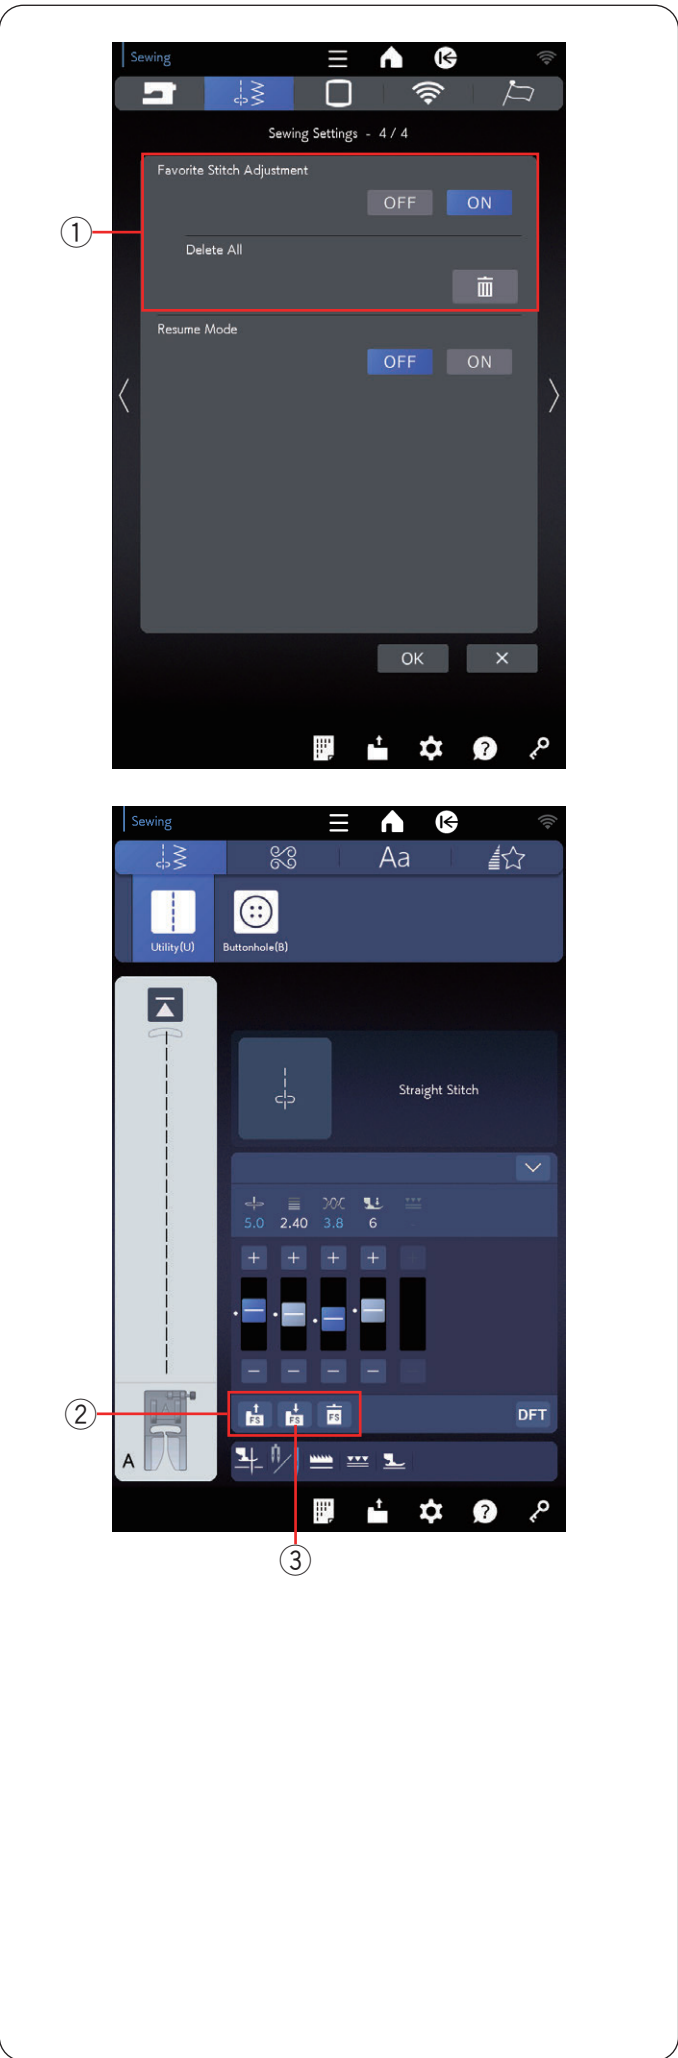 Sewing
Sewing Settings - 4 / 4
Favorite Stitch Adjustment
OFF ON
①
Delete All
Resume Mode
OFF ON
OK ×
?
Sewing
Aa
Utility(U) Buttonhole(B)
Straight Stitch
5.0 2.40 3.8 6
+ + + +
− − − −
② FS FS FS DFT
A
?
③